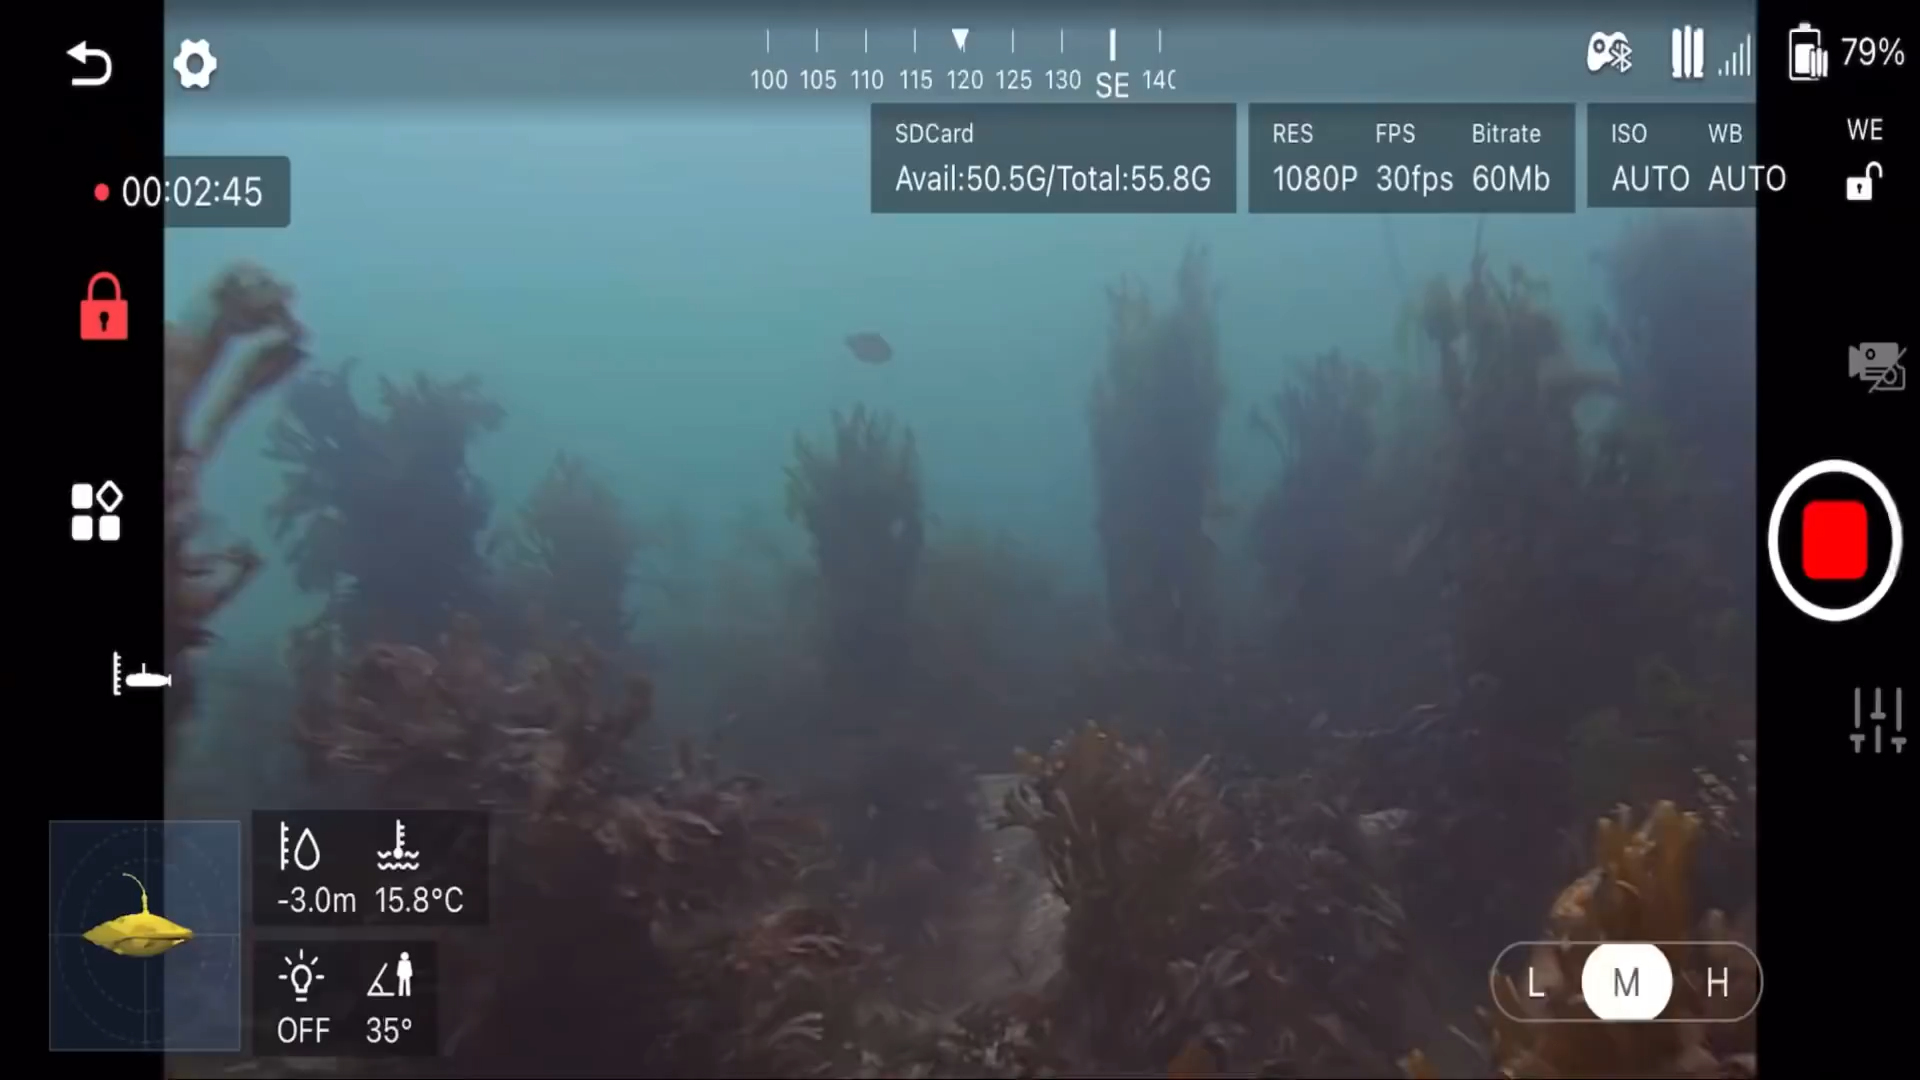 100 105 110 115 120 125 130 SE 140
79%
SDCard
Avail:50.5G/Total:55.8G
RES FPS Bitrate
1080P 30fps 60Mb
ISO WB
AUTO AUTO
WE
00:02:45
-3.0m 15.8°C
OFF 35°
L M H